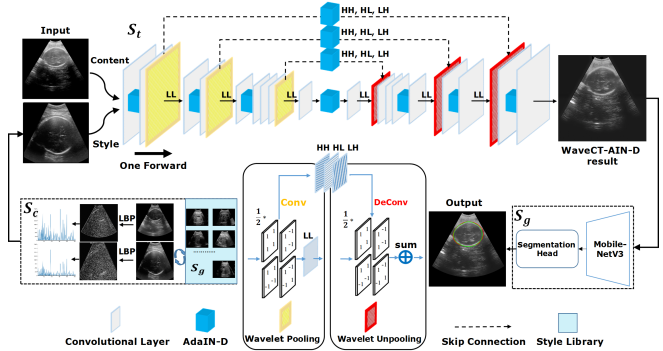 Input
S_t
HH, HL, LH
HH, HL, LH
HH, HL, LH
Content
Style
LL
LL
LL
LL
LL
LL
LL
One Forward
WaveCT-AIN-D
result
S_c
LBP
LBP
S_g
HH HL LH
Conv
DeConv
1/2 *
1/2 *
LL
sum
Output
S_g
Segmentation
Head
Mobile-
NetV3
Wavelet Pooling
Wavelet Unpooling
Convolutional Layer
AdaIN-D
Skip Connection
Style Library